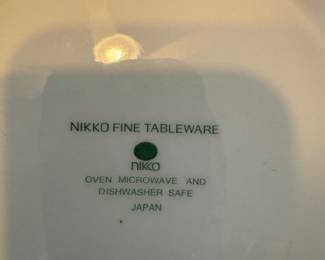 NIKKO FINE TABLEWARE
NIKKO
OVEN MICROWAVE AND
DISHWASHER SAFE
JAPAN